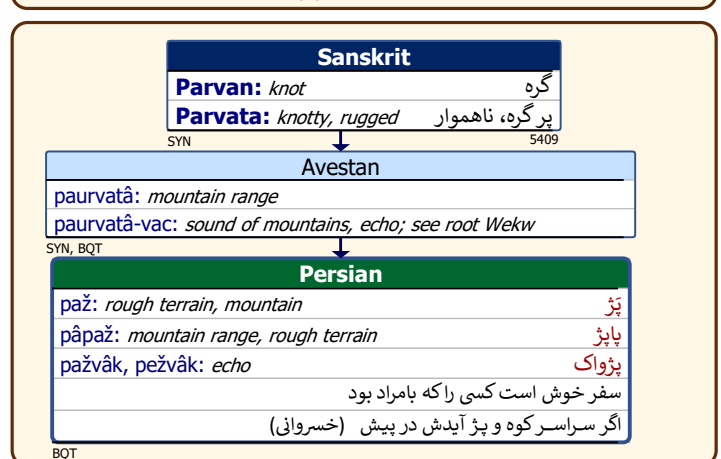 Sanskrit
Parvan: knot گره
Parvata: knotty, rugged پر گره، ناهموار
SYN 5409
Avestan
paurvatâ: mountain range
paurvatâ-vac: sound of mountains, echo; see root Wekw
SYN, BQT
Persian
paž: rough terrain, mountain پَژ
pâpaž: mountain range, rough terrain پاپژ
pažvâk, pežvâk: echo پژواک
سفر خوش است کسی را که بامراد بود
اگر سراسـر کوه و پـژ آیدش در پیش (خسروانی)
BQT